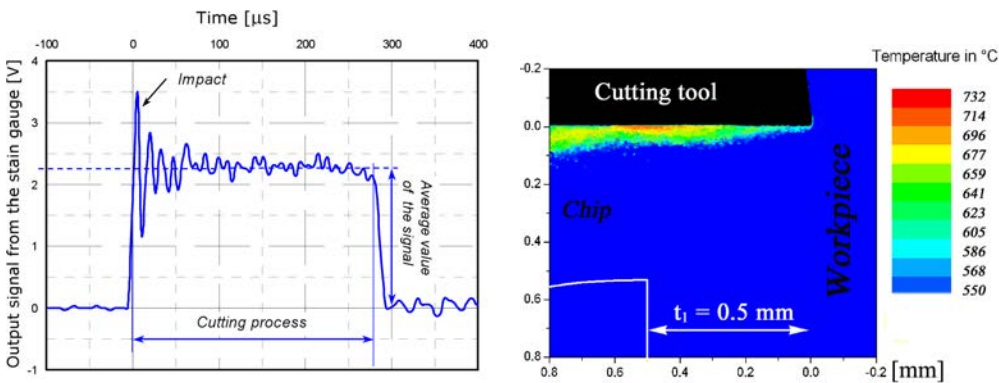 Time [µs]
-100 0 100 200 300 400
Output signal from the stain gauge [V]
4
3
2
1
0
-1
Impact
Average value
of the signal
Cutting process
Temperature in °C
-0.2
0.0
0.2
0.4
0.6
0.8
Cutting tool
Chip
Workpiece
t₁ = 0.5 mm
0.8 0.6 0.4 0.2 0.0 -0.2
[mm]
732
714
696
677
659
641
623
605
586
568
550